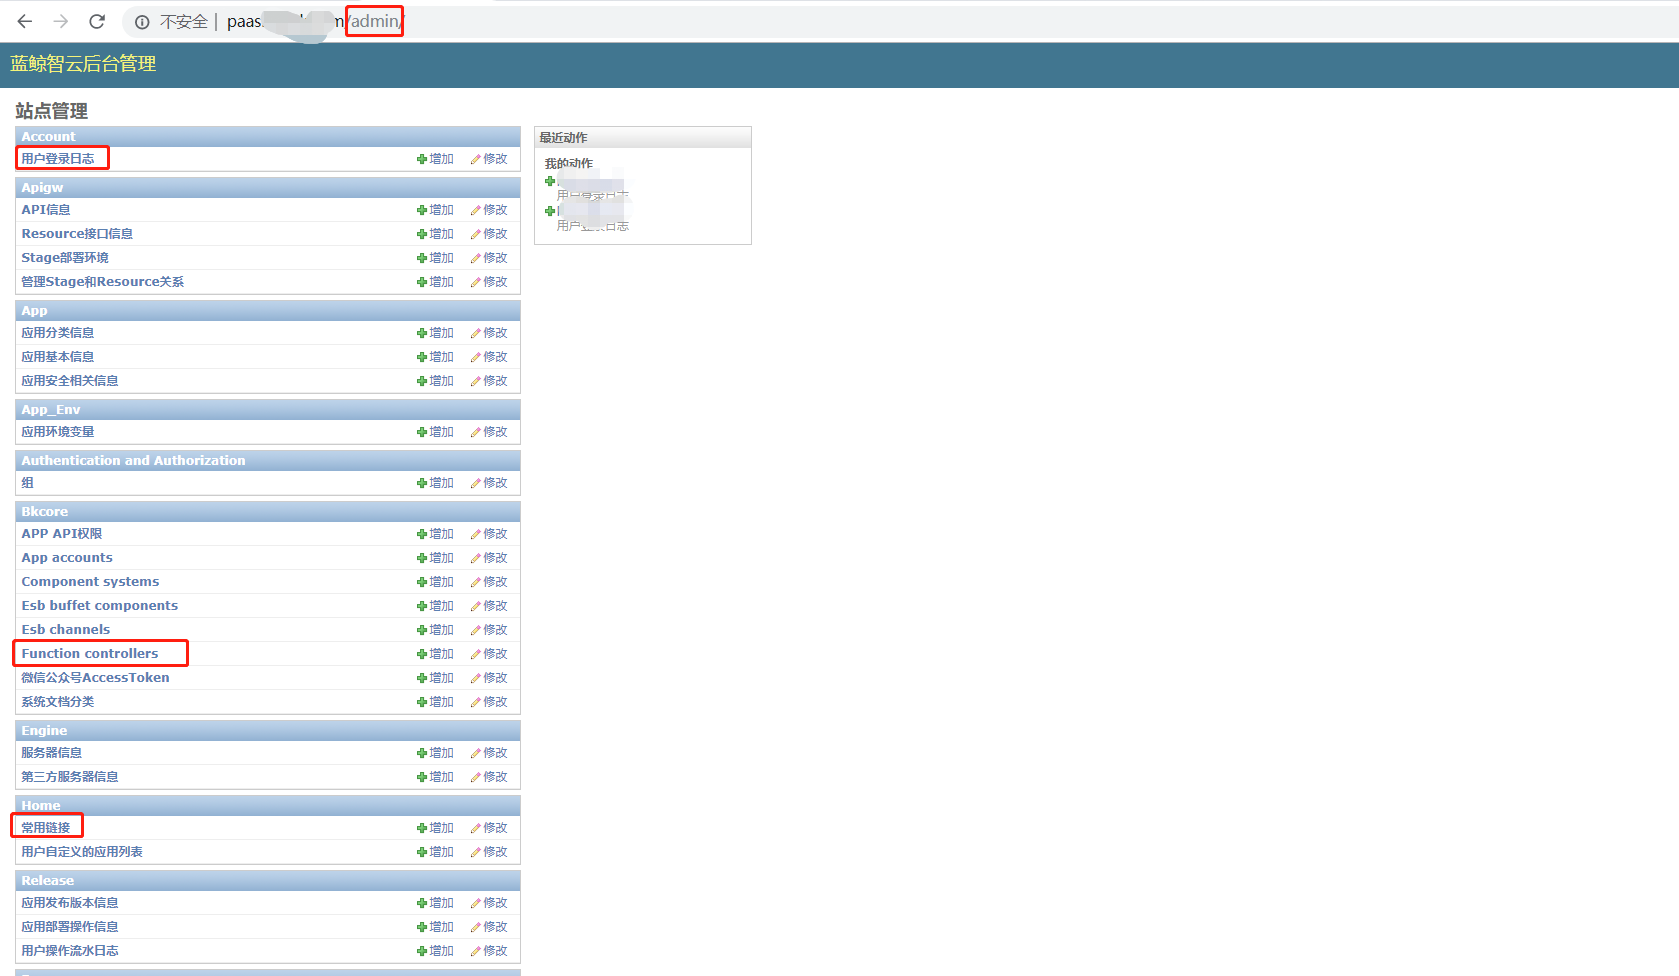 不安全 | paas. m/admin/
蓝鲸智云后台管理
站点管理
Account
用户登录日志 增加 修改
Apigw
API信息 增加 修改
Resource接口信息 增加 修改
Stage部署环境 增加 修改
管理Stage和Resource关系 增加 修改
App
应用分类信息 增加 修改
应用基本信息 增加 修改
应用安全相关信息 增加 修改
App_Env
应用环境变量 增加 修改
Authentication and Authorization
组 增加 修改
Bkcore
APP API权限 增加 修改
App accounts 增加 修改
Component systems 增加 修改
Esb buffet components 增加 修改
Esb channels 增加 修改
Function controllers 增加 修改
微信公众号AccessToken 增加 修改
系统文档分类 增加 修改
Engine
服务器信息 增加 修改
第三方服务器信息 增加 修改
Home
常用链接 增加 修改
用户自定义的应用列表 增加 修改
Release
应用发布版本信息 增加 修改
应用部署操作信息 增加 修改
用户操作流水日志 增加 修改
最近动作
我的动作
用户登录日志
用户登录日志